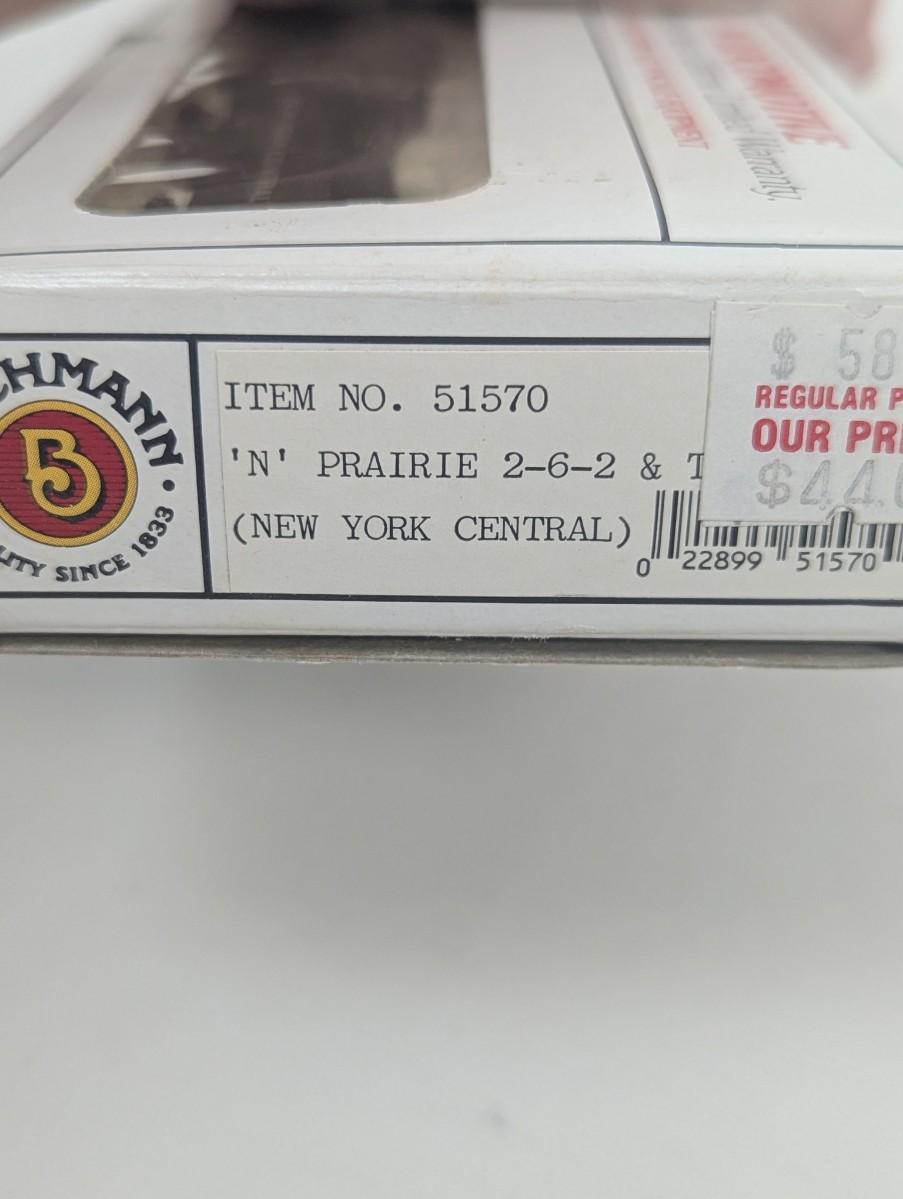 Warranty,
CHMANN
B
LITY SINCE 1833
ITEM NO. 51570
'N' PRAIRIE 2-6-2 & T
(NEW YORK CENTRAL)
0 22899 51570
$ 58
REGULAR P
OUR PRI
$44.